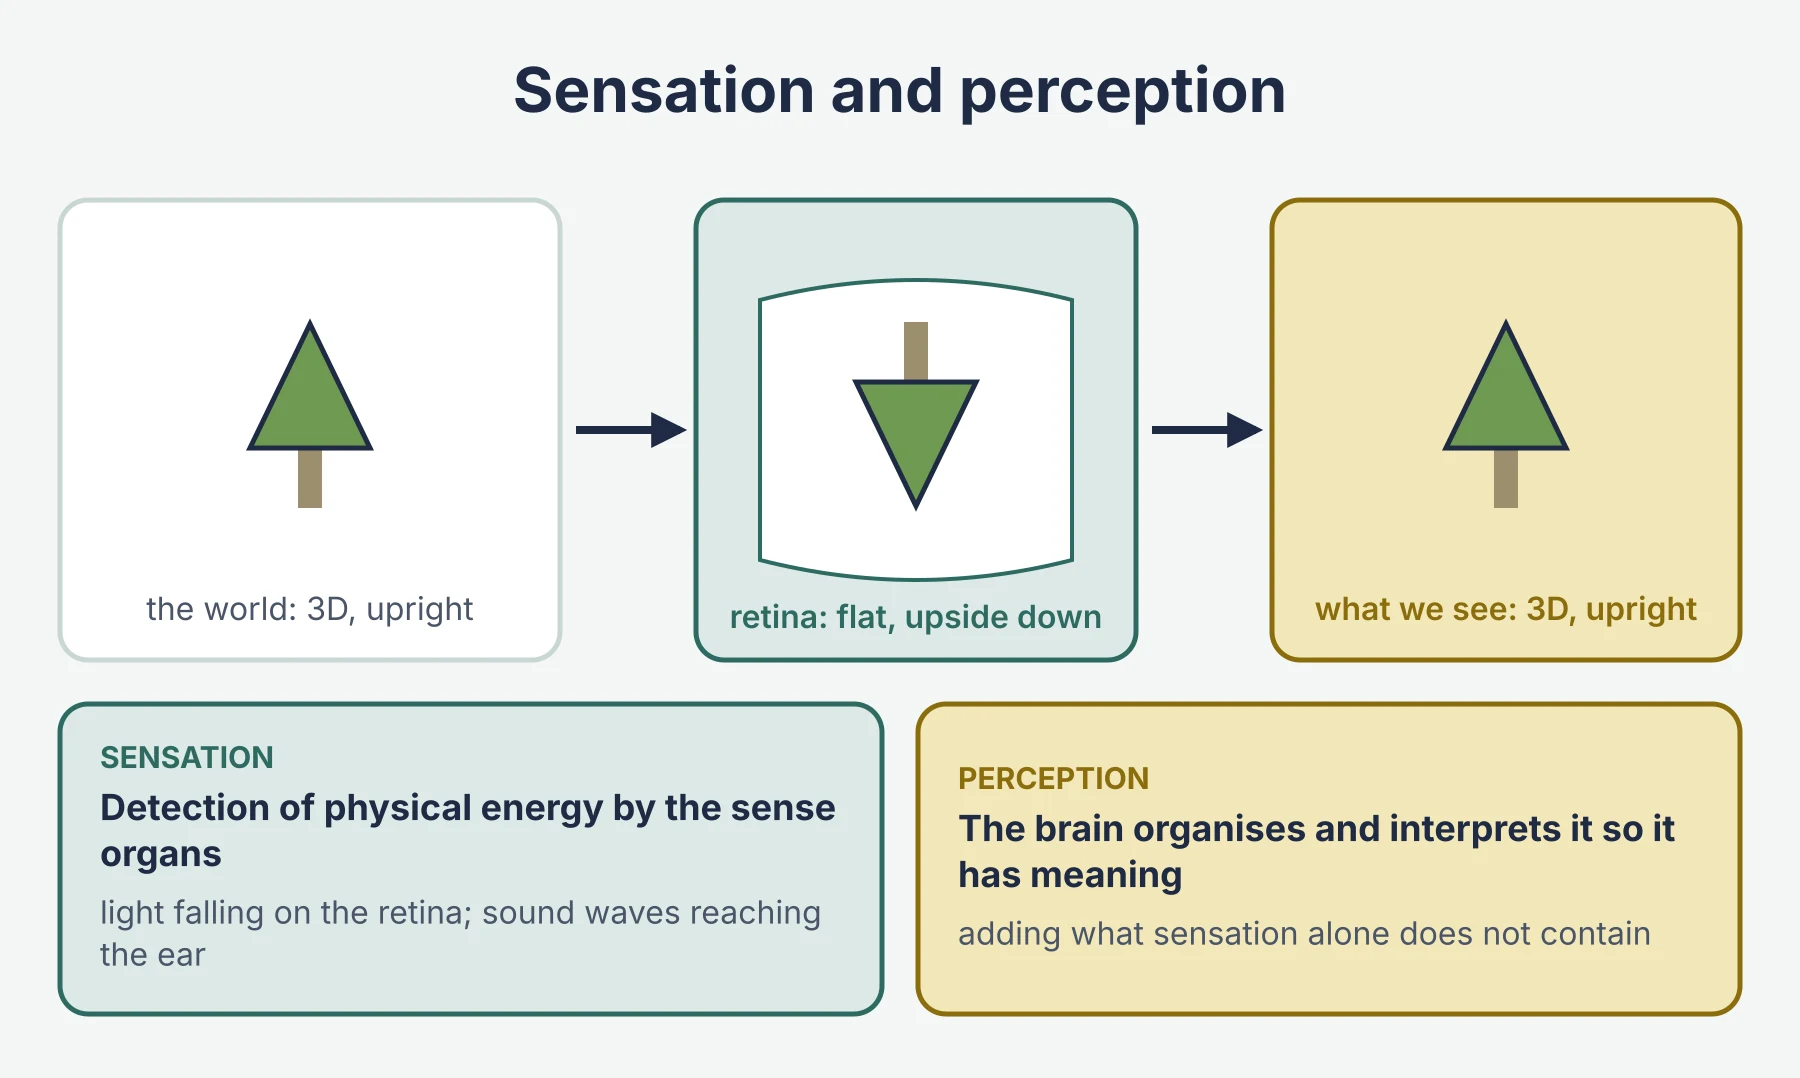 Sensation and perception
the world: 3D, upright
retina: flat, upside down
what we see: 3D, upright
SENSATION
Detection of physical energy by the sense
organs
light falling on the retina; sound waves reaching
the ear
PERCEPTION
The brain organises and interprets it so it
has meaning
adding what sensation alone does not contain